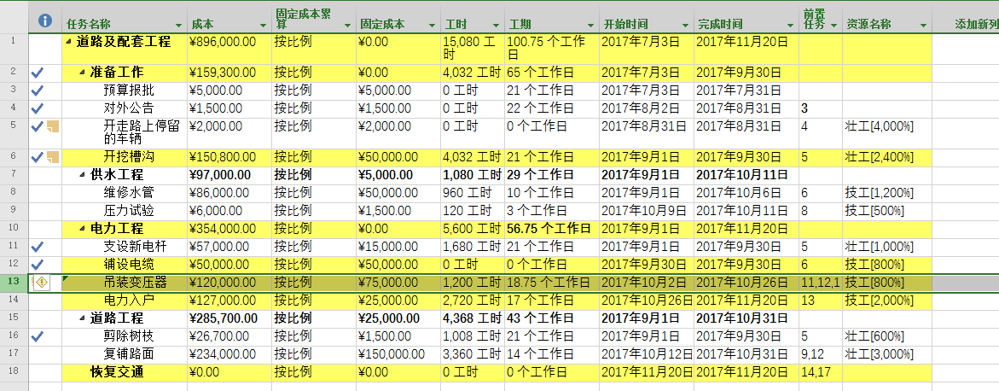 任务名称 成本 固定成本累算 固定成本 工时 工期 开始时间 完成时间 前置任务 资源名称 添加新列
1 道路及配套工程 ¥896,000.00 按比例 ¥0.00 15,080 工时 100.75 个工作日 2017年7月3日 2017年11月20日
2 准备工作 ¥159,300.00 按比例 ¥0.00 4,032 工时 65 个工作日 2017年7月3日 2017年9月30日
3 预算报批 ¥5,000.00 按比例 ¥5,000.00 0 工时 21 个工作日 2017年7月3日 2017年7月31日
4 对外公告 ¥1,500.00 按比例 ¥1,500.00 0 工时 22 个工作日 2017年8月2日 2017年8月31日 3
5 开走路上停留的车辆 ¥2,000.00 按比例 ¥2,000.00 0 工时 0 个工作日 2017年8月31日 2017年8月31日 4 壮工[4,000%]
6 开挖槽沟 ¥150,800.00 按比例 ¥50,000.00 4,032 工时 21 个工作日 2017年9月1日 2017年9月30日 5 壮工[2,400%]
7 供水工程 ¥97,000.00 按比例 ¥5,000.00 1,080 工时 29 个工作日 2017年9月1日 2017年10月11日
8 维修水管 ¥86,000.00 按比例 ¥50,000.00 960 工时 10 个工作日 2017年9月1日 2017年10月6日 6 技工[1,200%]
9 压力试验 ¥6,000.00 按比例 ¥1,500.00 120 工时 3 个工作日 2017年10月9日 2017年10月11日 8 技工[500%]
10 电力工程 ¥354,000.00 按比例 ¥0.00 5,600 工时 56.75 个工作日 2017年9月1日 2017年11月20日
11 支设新电杆 ¥57,000.00 按比例 ¥15,000.00 1,680 工时 21 个工作日 2017年9月1日 2017年9月30日 5 壮工[1,000%]
12 铺设电缆 ¥50,000.00 按比例 ¥50,000.00 0 工时 0 个工作日 2017年9月30日 2017年9月30日 6 技工[800%]
13 吊装变压器 ¥120,000.00 按比例 ¥75,000.00 1,200 工时 18.75 个工作日 2017年10月2日 2017年10月26日 11,12,1 技工[800%]
14 电力入户 ¥127,000.00 按比例 ¥25,000.00 2,720 工时 17 个工作日 2017年10月26日 2017年11月20日 13 技工[2,000%]
15 道路工程 ¥285,700.00 按比例 ¥25,000.00 4,368 工时 43 个工作日 2017年9月1日 2017年10月31日
16 剪除树枝 ¥26,700.00 按比例 ¥1,500.00 1,008 工时 21 个工作日 2017年9月1日 2017年9月30日 5 壮工[600%]
17 复铺路面 ¥234,000.00 按比例 ¥150,000.00 3,360 工时 14 个工作日 2017年10月12日 2017年10月31日 9,12 壮工[3,000%]
18 恢复交通 ¥0.00 按比例 ¥0.00 0 工时 0 个工作日 2017年11月20日 2017年11月20日 14,17